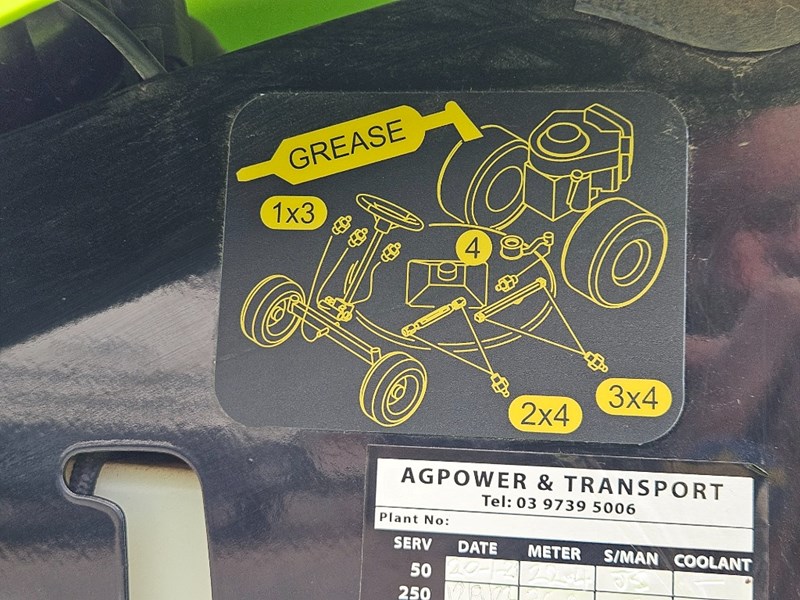 GREASE
1x3
4
2x4
3x4
AGPOWER & TRANSPORT
Tel: 03 9739 5006
Plant No:
SERV DATE METER S/MAN COOLANT
50
250